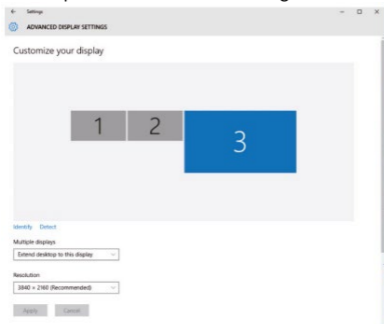 Settings
ADVANCED DISPLAY SETTINGS
Customize your display
1 2 3
Identify Detect
Multiple displays
Extend desktop to this display
Resolution
3840 × 2160 (Recommended)
Apply Cancel